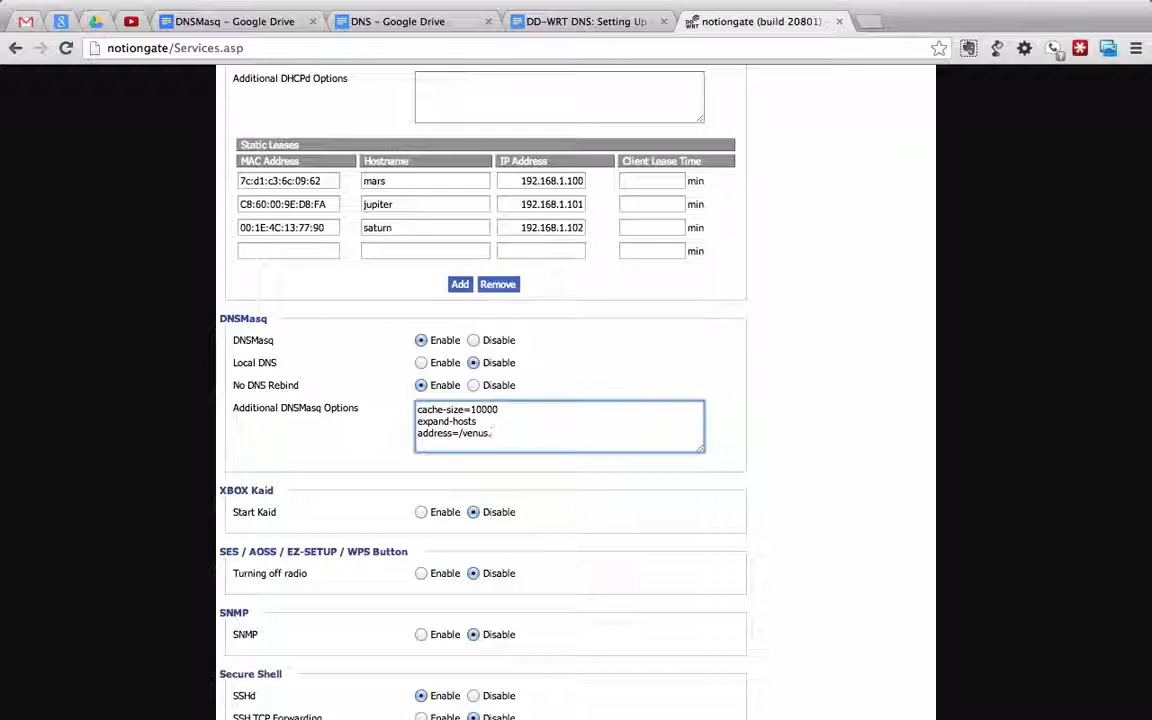 DNSMasq – Google Drive
DNS – Google Drive
DD-WRT DNS: Setting Up
notiongate (build 20801)
notiongate/Services.asp
Additional DHCPd Options
Static Leases
MAC Address Hostname IP Address Client Lease Time
7c:d1:c3:6c:09:62 mars 192.168.1.100 min
C8:60:00:9E:D8:FA jupiter 192.168.1.101 min
00:1E:4C:13:77:90 saturn 192.168.1.102 min
min
Add Remove
DNSMasq
DNSMasq Enable Disable
Local DNS Enable Disable
No DNS Rebind Enable Disable
Additional DNSMasq Options
cache-size=10000
expand-hosts
address=/venus.
XBOX Kaid
Start Kaid Enable Disable
SES / AOSS / EZ-SETUP / WPS Button
Turning off radio Enable Disable
SNMP
SNMP Enable Disable
Secure Shell
SSHd Enable Disable
SSH TCP Forwarding Enable Disable